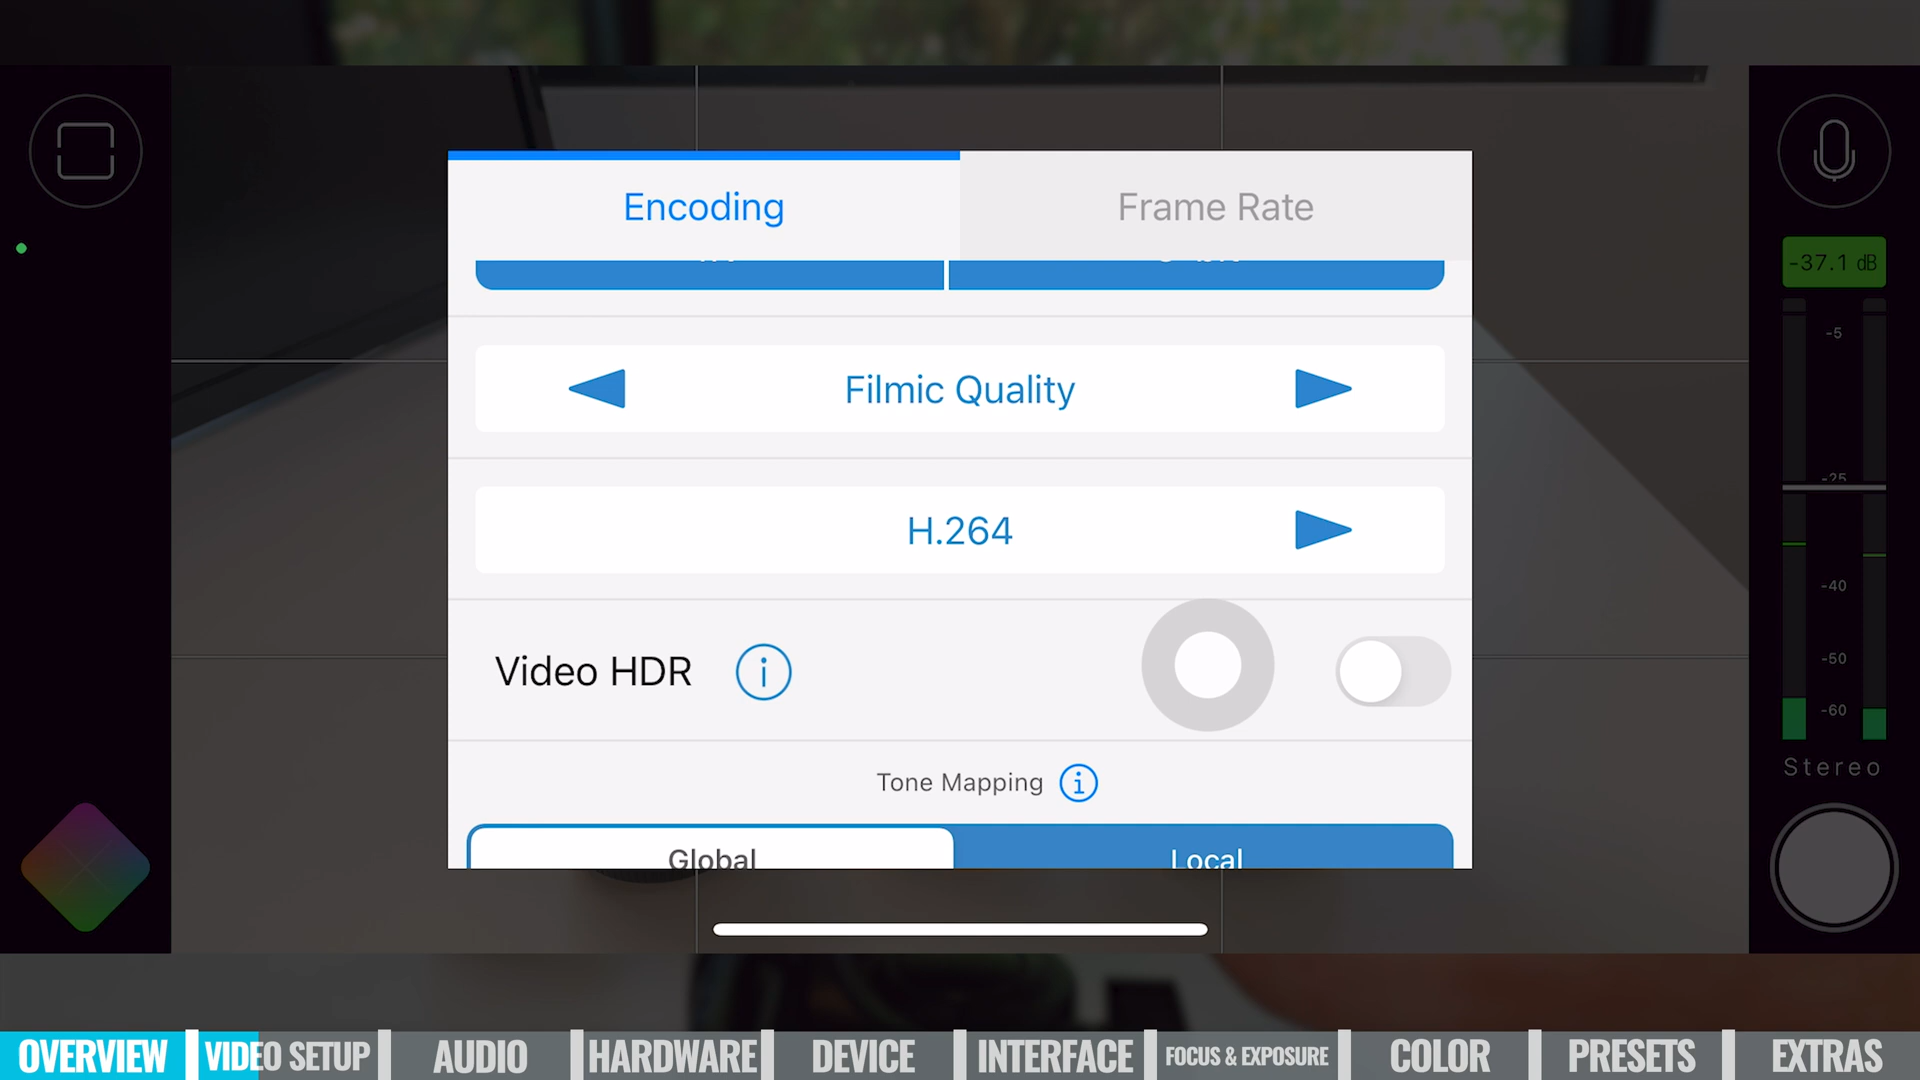 Encoding
Frame Rate
Filmic Quality
H.264
Video HDR
Tone Mapping
Global
Local
-37.1 dB
-5
-25
-40
-50
-60
Stereo
OVERVIEW
VIDEO SETUP
AUDIO
HARDWARE
DEVICE
INTERFACE
FOCUS & EXPOSURE
COLOR
PRESETS
EXTRAS